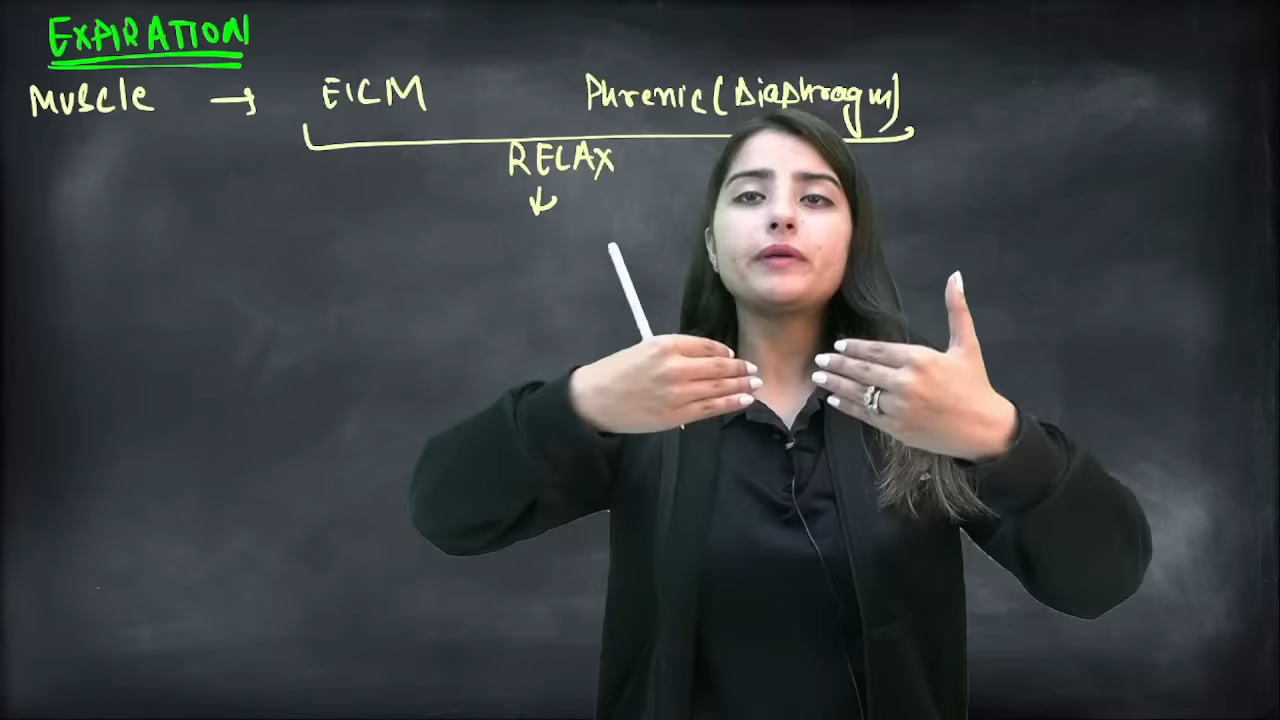 EXPIRATION
Muscle → EICM Phrenic (Diaphragm)
RELAX
↓